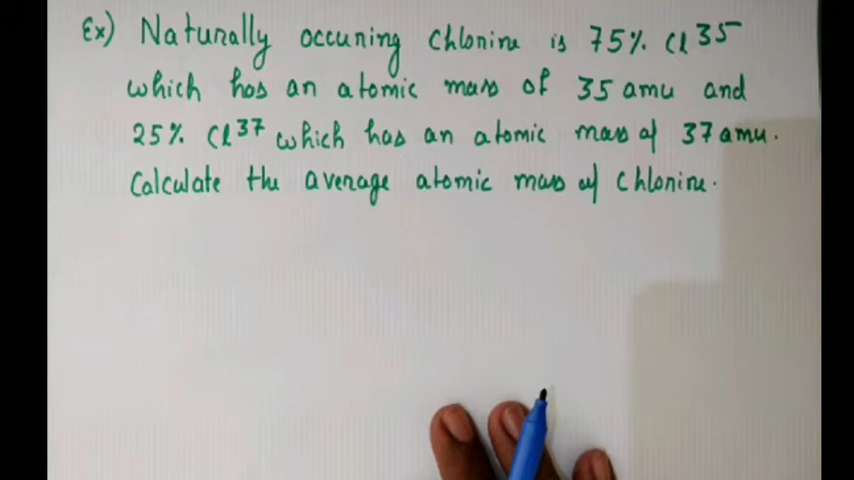 Ex) Naturally occuring Chlorine is 75% Cl³⁵
which has an atomic mass of 35 amu and
25% Cl³⁷ which has an atomic mass of 37 amu.
Calculate the average atomic mass of Chlorine.